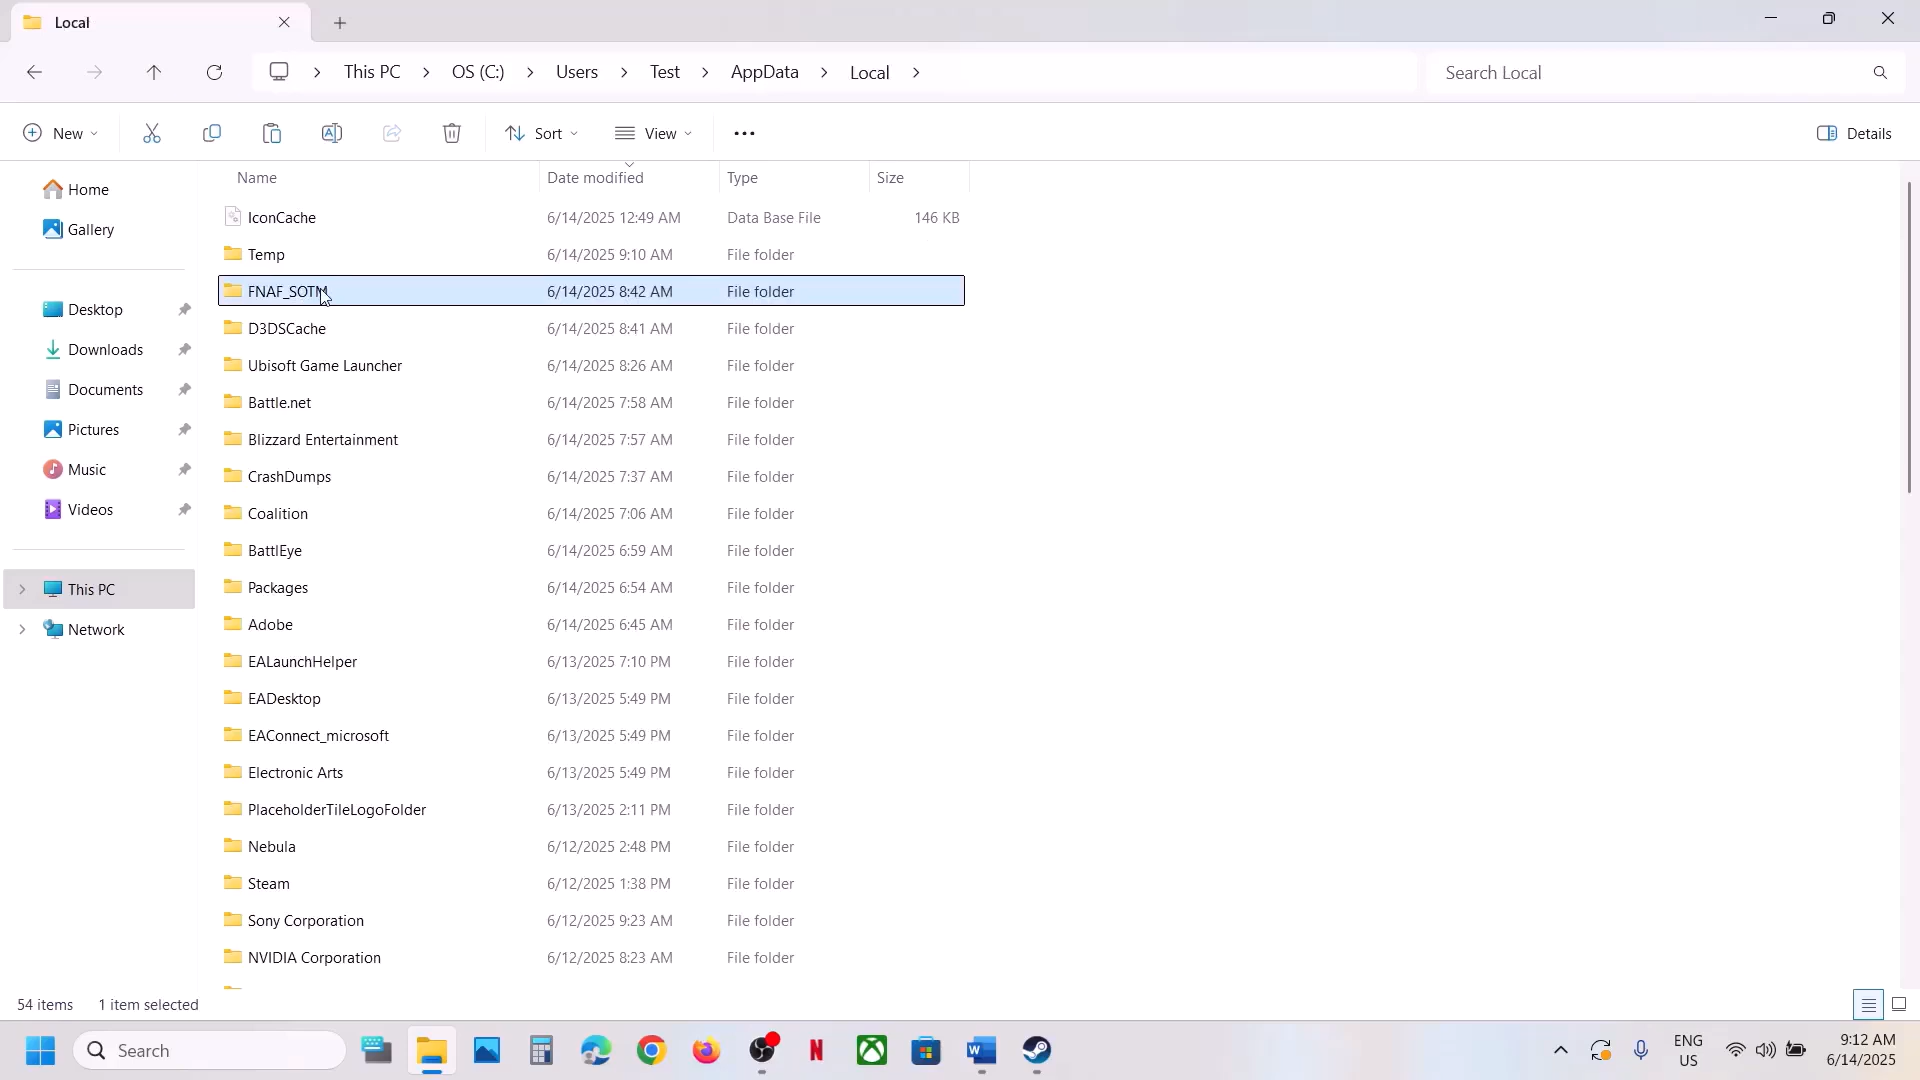 Local
This PC
OS (C:)
Users
Test
AppData
Local
Search Local
New
Sort
View
Details
Name
Date modified
Type
Size
Home
Gallery
Desktop
Downloads
Documents
Pictures
Music
Videos
This PC
Network
IconCache 6/14/2025 12:49 AM Data Base File 146 KB
Temp 6/14/2025 9:10 AM File folder
FNAF_SOTM 6/14/2025 8:42 AM File folder
D3DSCache 6/14/2025 8:41 AM File folder
Ubisoft Game Launcher 6/14/2025 8:26 AM File folder
Battle.net 6/14/2025 7:58 AM File folder
Blizzard Entertainment 6/14/2025 7:57 AM File folder
CrashDumps 6/14/2025 7:37 AM File folder
Coalition 6/14/2025 7:06 AM File folder
BattlEye 6/14/2025 6:59 AM File folder
Packages 6/14/2025 6:54 AM File folder
Adobe 6/14/2025 6:45 AM File folder
EALaunchHelper 6/13/2025 7:10 PM File folder
EADesktop 6/13/2025 5:49 PM File folder
EAConnect_microsoft 6/13/2025 5:49 PM File folder
Electronic Arts 6/13/2025 5:49 PM File folder
PlaceholderTileLogoFolder 6/13/2025 2:11 PM File folder
Nebula 6/12/2025 2:48 PM File folder
Steam 6/12/2025 1:38 PM File folder
Sony Corporation 6/12/2025 9:23 AM File folder
NVIDIA Corporation 6/12/2025 8:23 AM File folder
54 items
1 item selected
Search
ENG
US
9:12 AM
6/14/2025